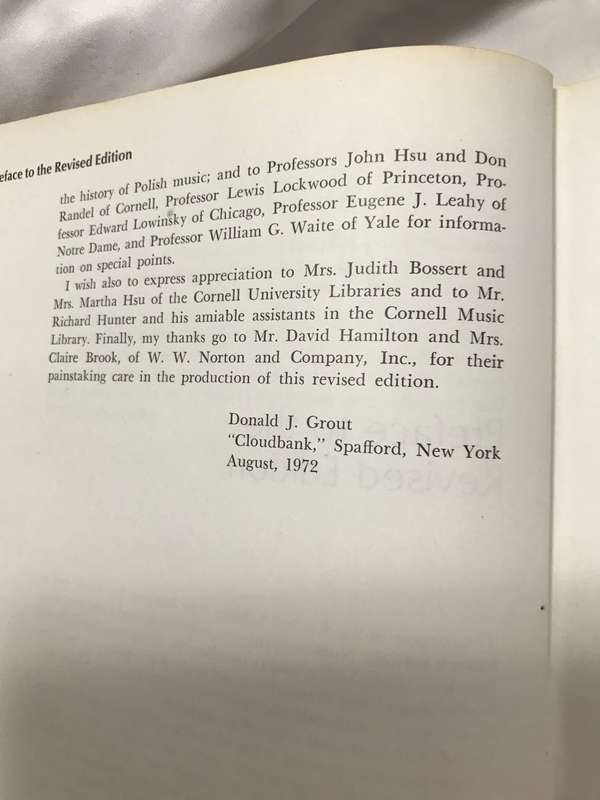 eface to the Revised Edition
the history of Polish music; and to Professors John Hsu and Don
Randel of Cornell, Professor Lewis Lockwood of Princeton, Pro-
fessor Edward Lowinsky of Chicago, Professor Eugene J. Leahy of
Notre Dame, and Professor William G. Waite of Yale for informa-
tion on special points.
I wish also to express appreciation to Mrs. Judith Bossert and
Mrs. Martha Hsu of the Cornell University Libraries and to Mr.
Richard Hunter and his amiable assistants in the Cornell Music
Library. Finally, my thanks go to Mr. David Hamilton and Mrs.
Claire Brook, of W. W. Norton and Company, Inc., for their
painstaking care in the production of this revised edition.
Donald J. Grout
"Cloudbank," Spafford, New York
August, 1972